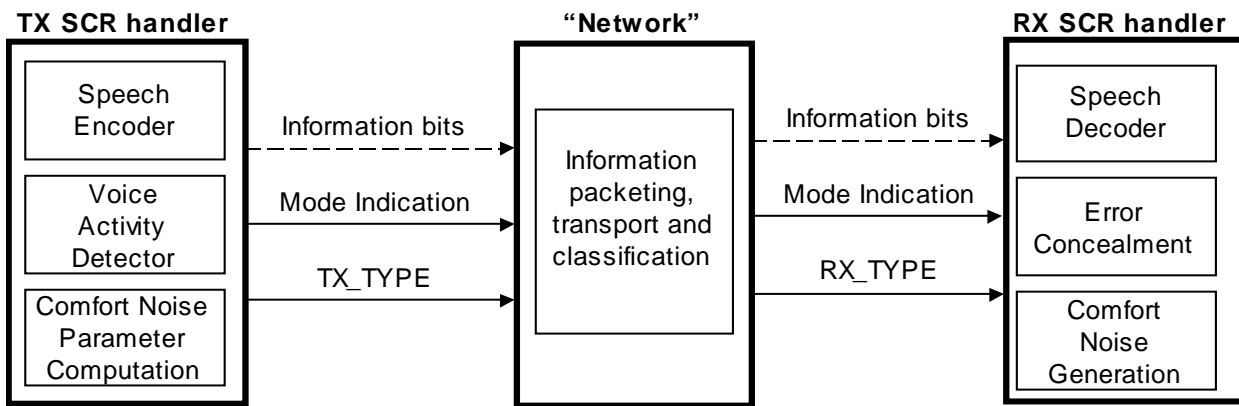 TX SCR handler
Speech
Encoder
Voice
Activity
Detector
Comfort Noise
Parameter
Computation
Information bits
Mode Indication
TX_TYPE
“Network”
Information
packeting,
transport and
classification
Information bits
Mode Indication
RX_TYPE
RX SCR handler
Speech
Decoder
Error
Concealment
Comfort
Noise
Generation